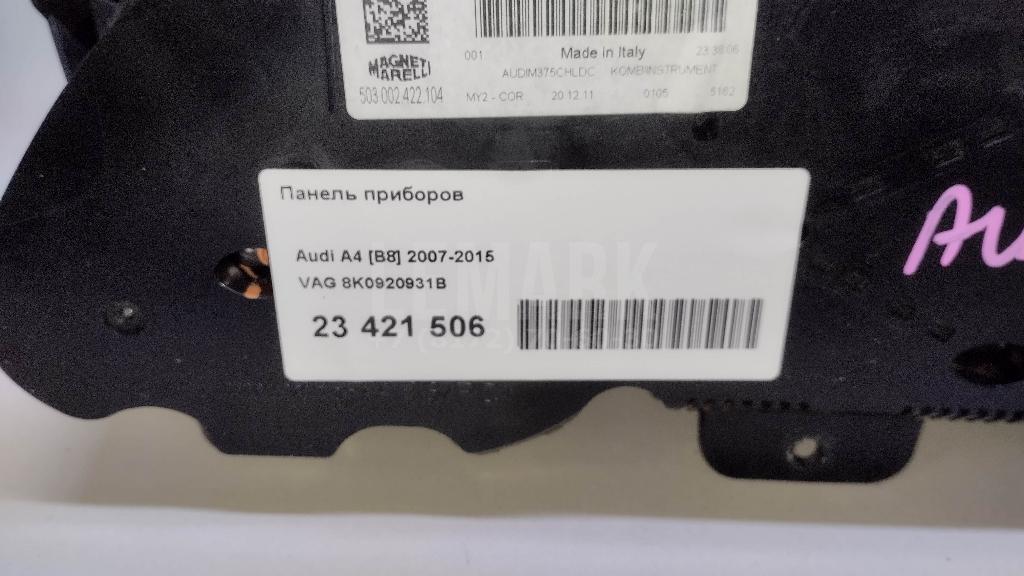 001 Made in Italy 23:38:06
MAGNETI
MARELLI
AUDIM375CHLDC KOMBIINSTRUMENT
503.002.422.104
MY2 - COR 20.12.11 0105 5162
Панель приборов
Audi A4 [B8] 2007-2015
VAG 8K0920931B
23 421 506
AU